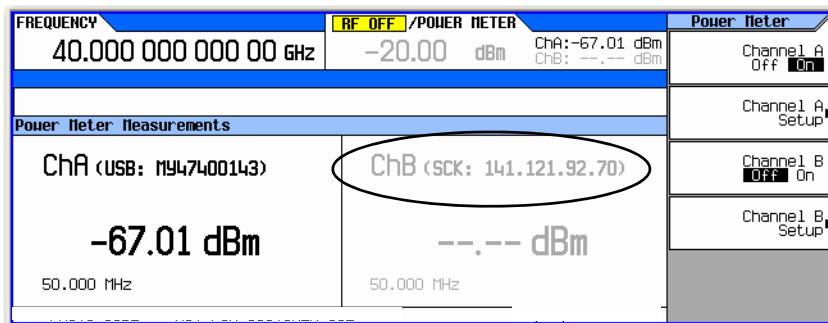 FREQUENCY
40.000 000 000 00 GHz
RF OFF /POWER METER
-20.00 dBm
ChA:-67.01 dBm
ChB: --.-- dBm
Power Meter Measurements
ChA (USB: MY47400143)
-67.01 dBm
50.000 MHz
ChB (SCK: 141.121.92.70)
--.-- dBm
50.000 MHz
Power Meter
Channel A
Off On
Channel A
Setup
Channel B
Off On
Channel B
Setup